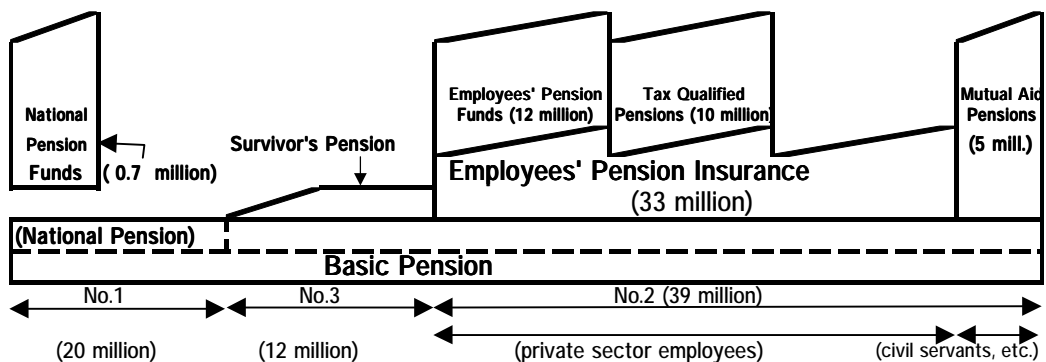 National
Pension
Funds
( 0.7 million)
Survivor's Pension
Employees' Pension
Funds (12 million)
Tax Qualified
Pensions (10 million)
Mutual Aid
Pensions
(5 mill.)
Employees' Pension Insurance
(33 million)
(National Pension)
Basic Pension
No.1
No.3
No.2 (39 million)
(20 million)
(12 million)
(private sector employees)
(civil servants, etc.)